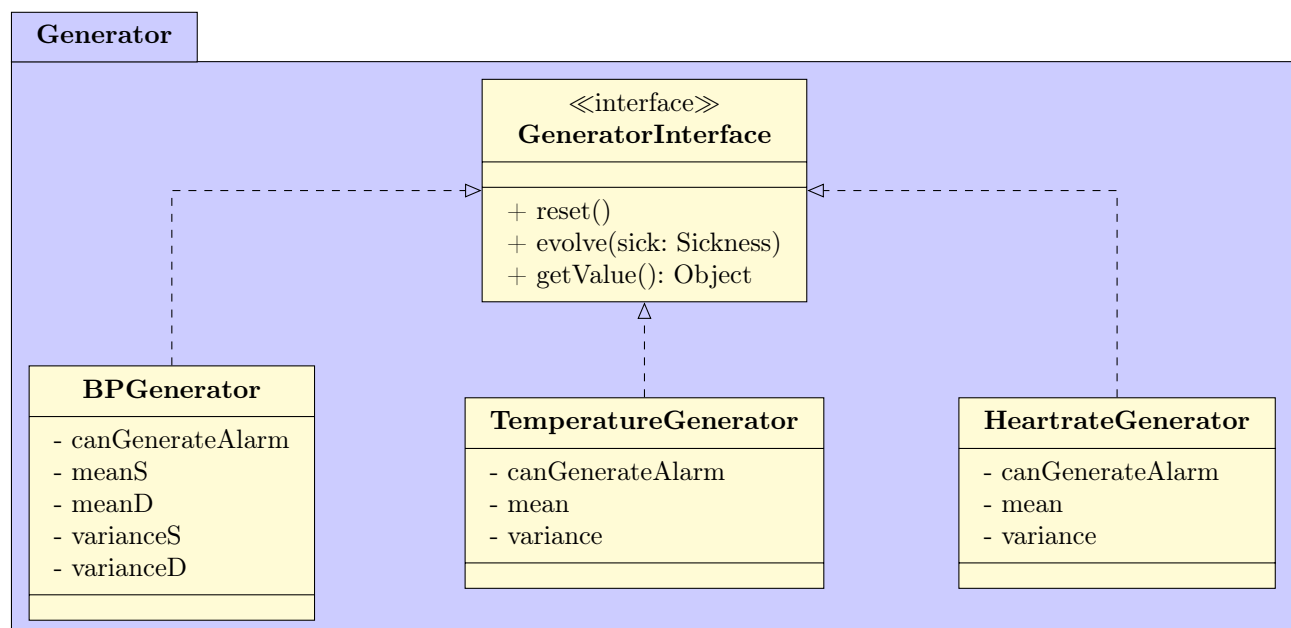 Generator
≪interface≫
GeneratorInterface
+ reset()
+ evolve(sick: Sickness)
+ getValue(): Object
BPGenerator
- canGenerateAlarm
- meanS
- meanD
- varianceS
- varianceD
TemperatureGenerator
- canGenerateAlarm
- mean
- variance
HeartrateGenerator
- canGenerateAlarm
- mean
- variance